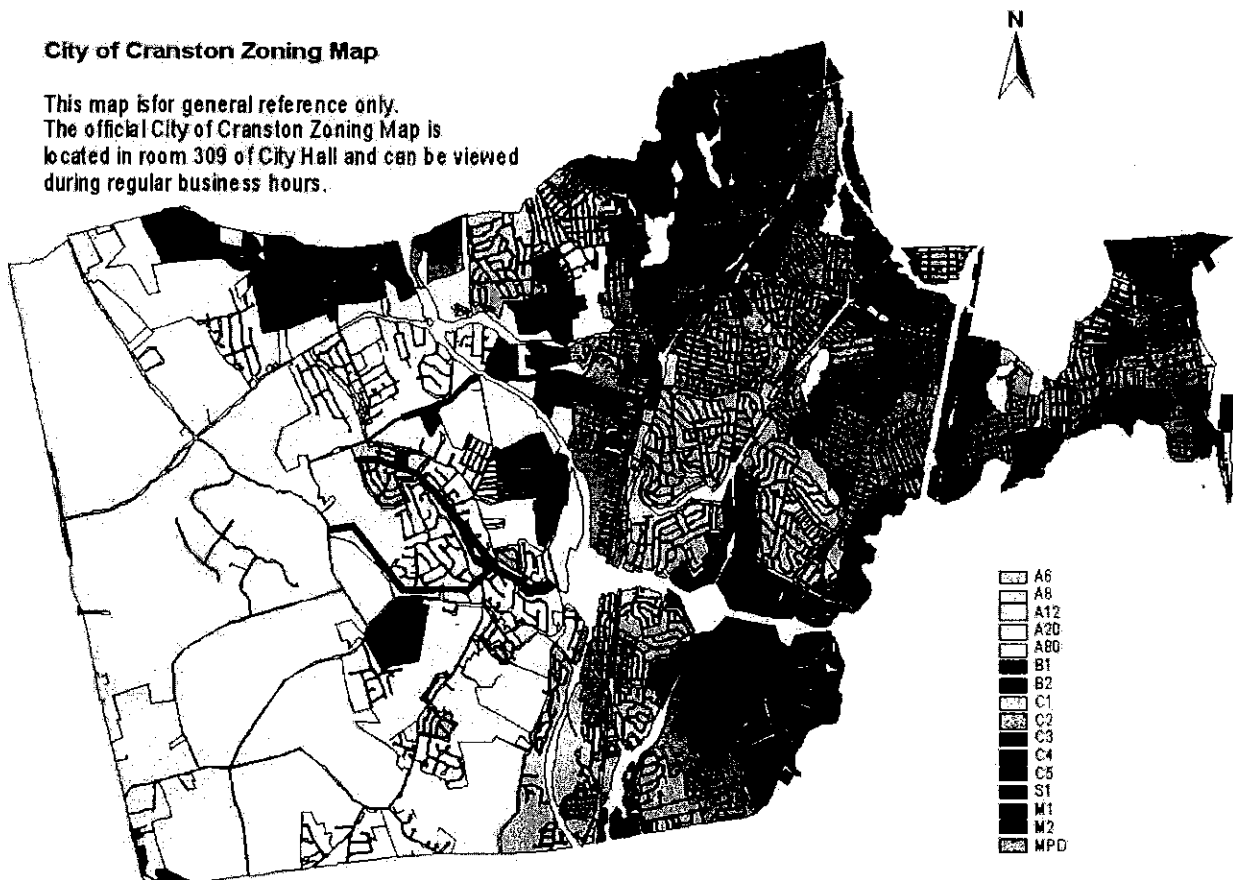 City of Cranston Zoning Map
This map isfor general reference only.
The official City of Cranston Zoning Map is
located in room 309 of City Hall and can be viewed
during regular business hours.
N
A6
A8
A12
A20
A80
B1
B2
C1
C2
C3
C4
C5
S1
M1
M2
MPD